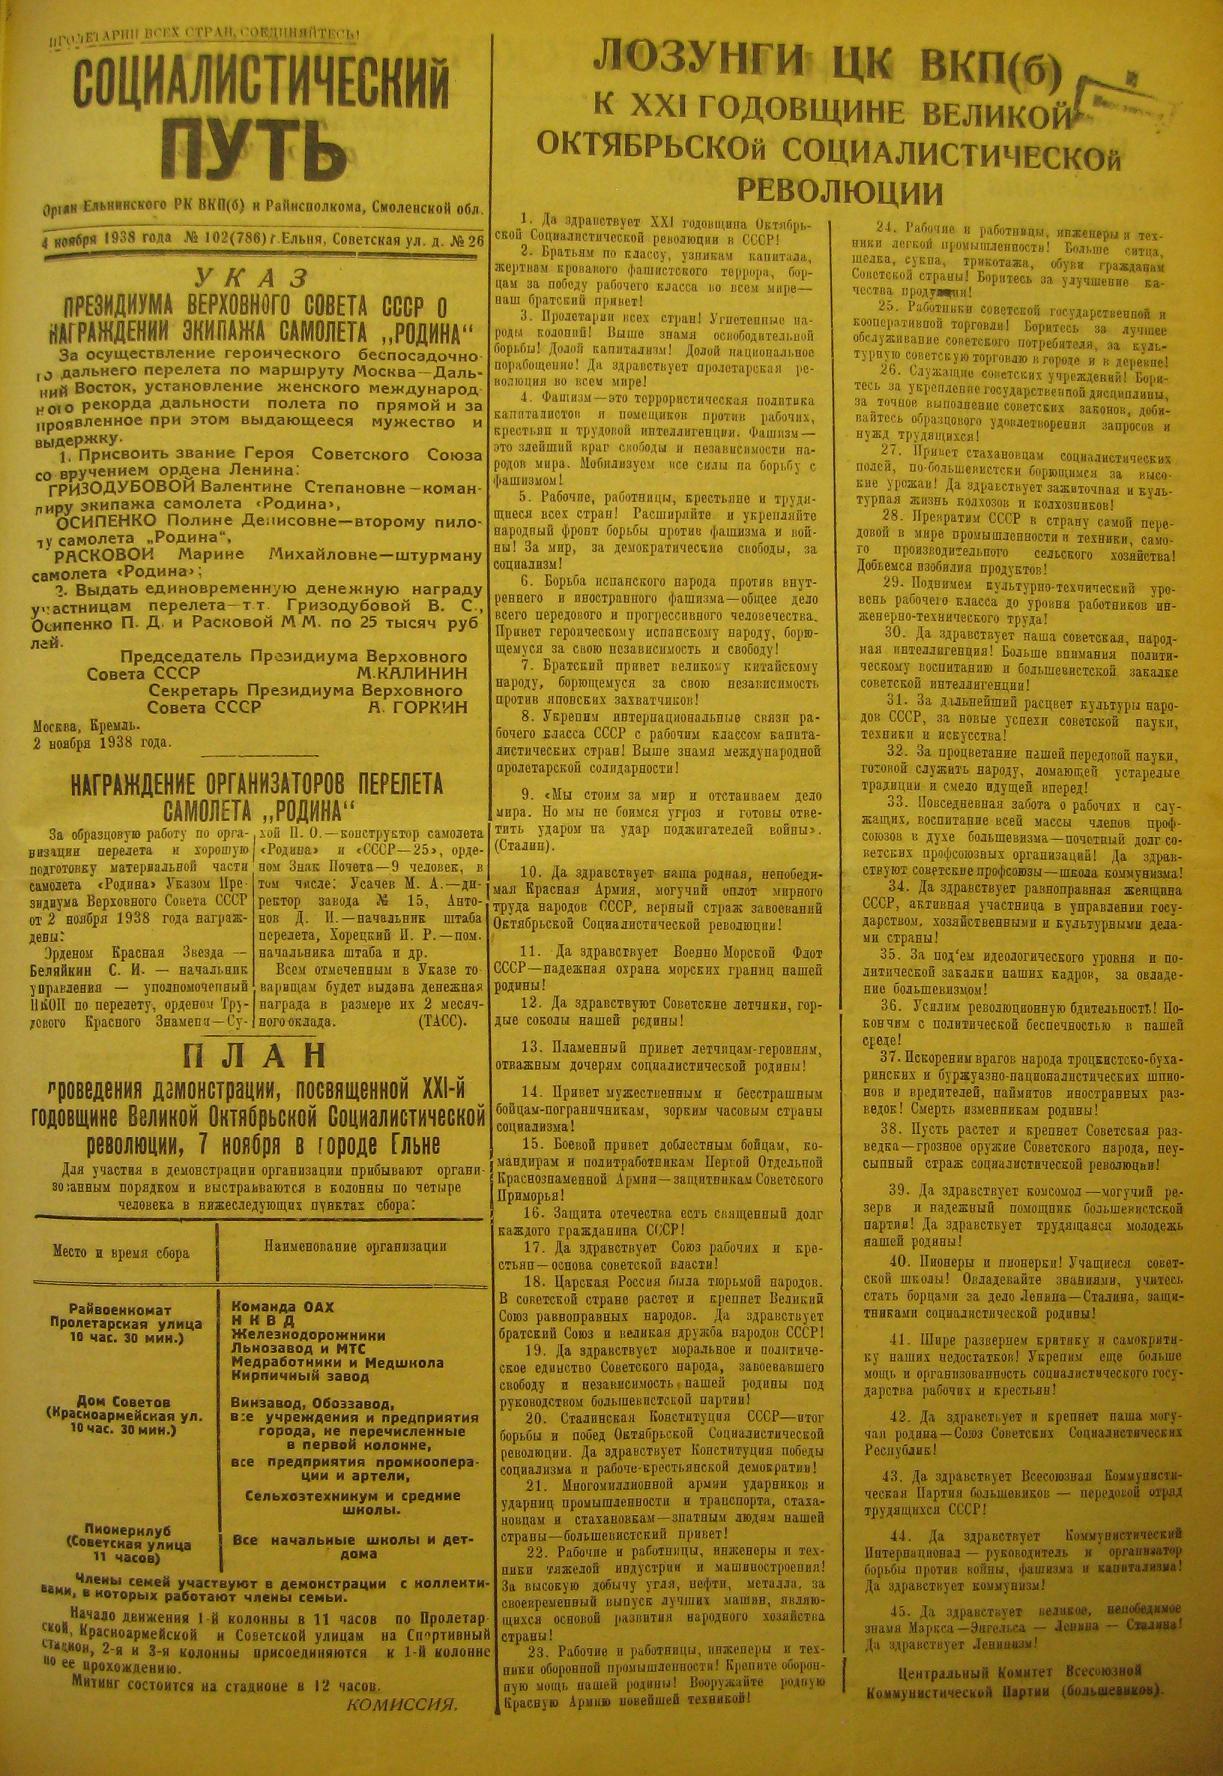 ПРОЛЕТАРИИ ВСЕХ СТРАН, СОЕДИНЯЙТЕСЬ!
СОЦИАЛИСТИЧЕСКИЙ
ПУТЬ
Орган Ельнинского РК ВКП(б) и Райисполкома, Смоленской обл.
4 ноября 1938 года № 102(786) г. Ельня, Советская ул. д. № 26
УКАЗ
ПРЕЗИДИУМА ВЕРХОВНОГО СОВЕТА СССР О
НАГРАЖДЕНИИ ЭКИПАЖА САМОЛЕТА „РОДИНА“
За осуществление героического беспосадочно-
го дальнего перелета по маршруту Москва—Даль-
ний Восток, установление женского международ-
ного рекорда дальности полета по прямой и за
проявленное при этом выдающееся мужество и
выдержку.
1. Присвоить звание Героя Советского Союза
со вручением ордена Ленина:
ГРИЗОДУБОВОЙ Валентине Степановне—коман-
диру экипажа самолета «Родина»,
ОСИПЕНКО Полине Денисовне—второму пило-
ту самолета „Родина“,
РАСКОВОЙ Марине Михайловне—штурману
самолета «Родина»;
2. Выдать единовременную денежную награду
участницам перелета—т.т. Гризодубовой В. С.,
Осипенко П. Д. и Расковой М М. по 25 тысяч руб
лей.
Председатель Президиума Верховного
Совета СССР М.КАЛИНИН
Секретарь Президиума Верховного
Совета СССР А. ГОРКИН
Москва, Кремль.
2 ноября 1938 года.
НАГРАЖДЕНИЕ ОРГАНИЗАТОРОВ ПЕРЕЛЕТА
САМОЛЕТА „РОДИНА“
За образцовую работу по орга-
низации перелета и хорошую
подготовку материальной части
самолета «Родина» Указом Пре-
зидиума Верховного Совета СССР
от 2 ноября 1938 года награж-
дены:
Орденом Красная Звезда —
Беляйкин С. И. — начальник
управления — уполномоченный
НКОП по перелету, орденом Тру-
дового Красного Знамени—Су-
хой П. О.—конструктор самолета
«Родина» и «СССР—25», орде-
ном Знак Почета—9 человек, в
том числе: Усачев М. А.—ди-
ректор завода № 15, Анто-
нов Д. И.—начальник штаба
перелета, Хорецкий И. Р.—пом.
начальника штаба и др.
Всем отмеченным в Указе то
варищам будет выдана денежная
награда в размере их 2 месяч-
ного оклада. (ТАСС).
ПЛАН
проведения демонстрации, посвященной XXI-й
годовщине Великой Октябрьской Социалистической
революции, 7 ноября в городе Ельне
Для участия в демонстрации организации прибывают органи-
зованным порядком и выстраиваются в колонны по четыре
человека в нижеследующих пунктах сбора:
Место и время сбора
Наименование организации
Райвоенкомат
Пролетарская улица
10 час. 30 мин.)
Команда ОАХ
НКВД
Железнодорожники
Льнозавод и МТС
Медработники и Медшкола
Кирпичный завод
Дом Советов
(Красноармейская ул.
10 час. 30 мин.)
Винзавод, Обоззавод,
все учреждения и предприятия
города, не перечисленные
в первой колонне,
все предприятия промкоопера-
ции и артели,
Сельхозтехникум и средние
школы.
Пионерклуб
(Советская улица
11 часов)
Все начальные школы и дет-
дома
Члены семей участвуют в демонстрации с коллекти-
вами, в которых работают члены семьи.
Начало движения 1-й колонны в 11 часов по Пролетар-
ской, Красноармейской и Советской улицам на Спортивный
стадион, 2-я и 3-я колонны присоединяются к 1-й колонне
по ее прохождению.
Митинг состоится на стадионе в 12 часов.
КОМИССИЯ.
ЛОЗУНГИ ЦК ВКП(б)
К XXI ГОДОВЩИНЕ ВЕЛИКОЙ
ОКТЯБРЬСКОЙ СОЦИАЛИСТИЧЕСКОЙ
РЕВОЛЮЦИИ
1. Да здравствует XXI годовщина Октябрь-
ской Социалистической революции в СССР!
2. Братьям по классу, узникам капитала,
жертвам кровавого фашистского террора, бор-
цам за победу рабочего класса во всем мире—
наш братский привет!
3. Пролетарии всех стран! Угнетенные на-
роды колоний! Выше знамя освободительной
борьбы! Долой капитализм! Долой национальное
порабощение! Да здравствует пролетарская ре-
волюция во всем мире!
4. Фашизм—это террористическая политика
капиталистов и помещиков против рабочих,
крестьян и трудовой интеллигенции. Фашизм—
это злейший враг свободы и независимости на-
родов мира. Мобилизуем все силы на борьбу с
фашизмом!
5. Рабочие, работницы, крестьяне и трудя-
щиеся всех стран! Расширяйте и укрепляйте
народный фронт борьбы против фашизма и вой-
ны! За мир, за демократические свободы, за
социализм!
6. Борьба испанского народа против внут-
реннего и иностранного фашизма—общее дело
всего передового и прогрессивного человечества.
Привет героическому испанскому народу, борю-
щемуся за свою независимость и свободу!
7. Братский привет великому китайскому
народу, борющемуся за свою независимость
против японских захватчиков!
8. Укрепим интернациональные связи ра-
бочего класса СССР с рабочим классом капита-
листических стран! Выше знамя международной
пролетарской солидарности!
9. «Мы стоим за мир и отстаиваем дело
мира. Но мы не боимся угроз и готовы отве-
тить ударом на удар поджигателей войны».
(Сталин).
10. Да здравствует наша родная, непобеди-
мая Красная Армия, могучий оплот мирного
труда народов СССР, верный страж завоеваний
Октябрьской Социалистической революции!
11. Да здравствует Военно Морской Флот
СССР—надежная охрана морских границ нашей
родины!
12. Да здравствуют Советские летчики, гор-
дые соколы нашей родины!
13. Пламенный привет летчицам-героиням,
отважным дочерям социалистической родины!
14. Привет мужественным и бесстрашным
бойцам-пограничникам, зорким часовым страны
социализма!
15. Боевой привет доблестным бойцам, ко-
мандирам и политработникам Первой Отдельной
Краснознаменной Армии—защитникам Советского
Приморья!
16. Защита отечества есть священный долг
каждого гражданина СССР!
17. Да здравствует Союз рабочих и кре-
стьян—основа советской власти!
18. Царская Россия была тюрьмой народов.
В советской стране растет и крепнет Великий
Союз равноправных народов. Да здравствует
братский Союз и великая дружба народов СССР!
19. Да здравствует моральное и политиче-
ское единство Советского народа, завоевавшего
свободу и независимость нашей родины под
руководством большевистской партии!
20. Сталинская Конституция СССР—итог
борьбы и побед Октябрьской Социалистической
революции. Да здравствует Конституция победы
социализма и рабоче-крестьянской демократии!
21. Многомиллионной армии ударников и
ударниц промышленности и транспорта, стаха-
новцам и стахановкам—знатным людям нашей
страны—большевистский привет!
22. Рабочие и работницы, инженеры и тех-
ники тяжелой индустрии и машиностроения!
За высокую добычу угля, нефти, металла, за
своевременный выпуск лучших машин, являю-
щихся основой развития народного хозяйства
страны!
23. Рабочие и работницы, инженеры и тех-
ники оборонной промышленности! Крепите оборон-
ную мощь нашей родины! Вооружайте родную
Красную Армию новейшей техникой!
24. Рабочие и работницы, инженеры и тех-
ники легкой промышленности! Больше ситца,
шелка, сукна, трикотажа, обуви гражданам
Советской страны! Боритесь за улучшение ка-
чества продукции!
25. Работники советской государственной и
кооперативной торговли! Боритесь за лучшее
обслуживание советского потребителя, за куль-
турную советскую торговлю в городе и в деревне!
26. Служащие советских учреждений! Бори-
тесь за укрепление государственной дисциплины,
за точное выполнение советских законов, доби-
вайтесь образцового удовлетворения запросов и
нужд трудящихся!
27. Привет стахановцам социалистических
полей, по-большевистски борющимся за высо-
кие урожаи! Да здравствует зажиточная и куль-
турная жизнь колхозов и колхозников!
28. Превратим СССР в страну самой пере-
довой в мире промышленности и техники, само-
го производительного сельского хозяйства!
Добьемся изобилия продуктов!
29. Поднимем культурно-технический уро-
вень рабочего класса до уровня работников ин-
женерно-технического труда!
30. Да здравствует наша советская, народ-
ная интеллигенция! Больше внимания полити-
ческому воспитанию и большевистской закалке
советской интеллигенции!
31. За дальнейший расцвет культуры наро-
дов СССР, за новые успехи советской науки,
техники и искусства!
32. За процветание нашей передовой науки,
готовой служить народу, ломающей устарелые
традиции и смело идущей вперед!
33. Повседневная забота о рабочих и слу-
жащих, воспитание всей массы членов проф-
союзов в духе большевизма—почетный долг со-
ветских профсоюзных организаций! Да здрав-
ствуют советские профсоюзы—школа коммунизма!
34. Да здравствует равноправная женщина
СССР, активная участница в управлении госу-
дарством, хозяйственными и культурными дела-
ми страны!
35. За под'ем идеологического уровня и по-
литической закалки наших кадров, за овладе-
ние большевизмом!
36. Усилим революционную бдительность! По-
кончим с политической беспечностью в нашей
среде!
37. Искореним врагов народа троцкистско-буха-
ринских и буржуазно-националистических шпио-
нов и вредителей, наймитов иностранных раз-
ведок! Смерть изменникам родины!
38. Пусть растет и крепнет Советская раз-
ведка—грозное оружие Советского народа, неу-
сыпный страж социалистической революции!
39. Да здравствует комсомол—могучий ре-
зерв и надежный помощник большевистской
партии! Да здравствует трудящаяся молодежь
нашей родины!
40. Пионеры и пионерки! Учащиеся совет-
ской школы! Овладевайте знаниями, учитесь
стать борцами за дело Ленина—Сталина, защи-
тниками социалистической родины!
41. Шире развернем критику и самокрити-
ку наших недостатков! Укрепим еще больше
мощь и организованность социалистического госу-
дарства рабочих и крестьян!
42. Да здравствует и крепнет наша могу-
чая родина—Союз Советских Социалистических
Республик!
43. Да здравствует Всесоюзная Коммунисти-
ческая Партия большевиков — передовой отряд
трудящихся СССР!
44. Да здравствует Коммунистический
Интернационал — руководитель и организатор
борьбы против войны, фашизма и капитализма!
Да здравствует коммунизм!
45. Да здравствует великое, непобедимое
знамя Маркса—Энгельса — Ленина — Сталина!
Да здравствует Ленинизм!
Центральный Комитет Всесоюзной
Коммунистической Партии (большевиков).